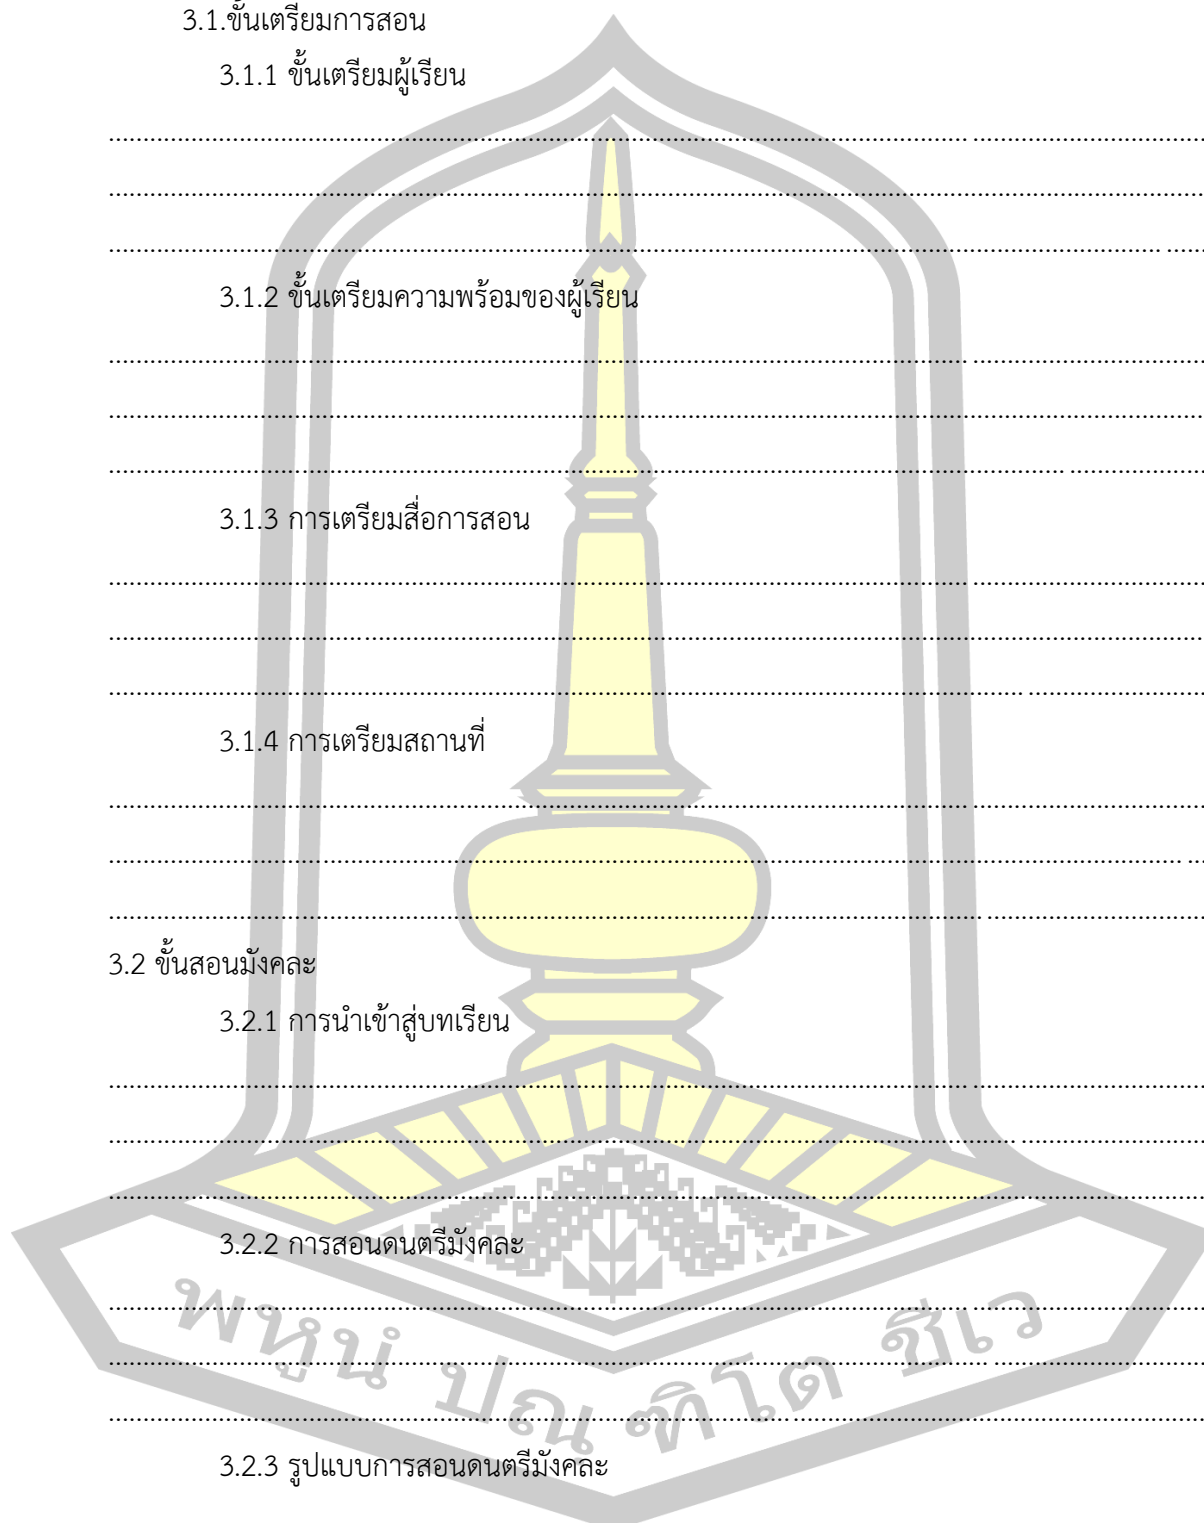 3.1.ขั้นเตรียมการสอน
3.1.1 ขั้นเตรียมผู้เรียน
3.1.2 ขั้นเตรียมความพร้อมของผู้เรียน
3.1.3 การเตรียมสื่อการสอน
3.1.4 การเตรียมสถานที่
3.2 ขั้นสอนมังคละ
3.2.1 การนำเข้าสู่บทเรียน
3.2.2 การสอนดนตรีมังคละ
พหูนํ ปณฺฑิโต ชีเว
3.2.3 รูปแบบการสอนดนตรีมังคละ